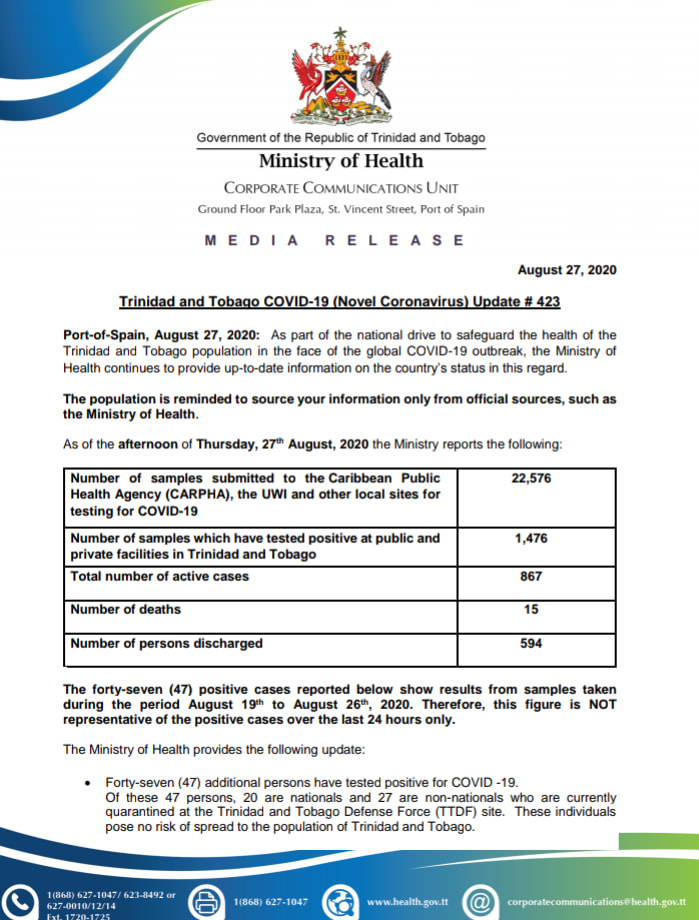 Government of the Republic of Trinidad and Tobago
Ministry of Health
CORPORATE COMMUNICATIONS UNIT
Ground Floor Park Plaza, St. Vincent Street, Port of Spain
MEDIA RELEASE
August 27, 2020
Trinidad and Tobago COVID-19 (Novel Coronavirus) Update # 423
Port-of-Spain, August 27, 2020: As part of the national drive to safeguard the health of the
Trinidad and Tobago population in the face of the global COVID-19 outbreak, the Ministry of
Health continues to provide up-to-date information on the country's status in this regard.
The population is reminded to source your information only from official sources, such as
the Ministry of Health.
As of the afternoon of Thursday, 27th August, 2020 the Ministry reports the following:
Number of samples submitted to the Caribbean Public
Health Agency (CARPHA), the UWI and other local sites for
testing for COVID-19
22,576
Number of samples which have tested positive at public and
private facilities in Trinidad and Tobago
1,476
Total number of active cases
867
Number of deaths
15
Number of persons discharged
594
The forty-seven (47) positive cases reported below show results from samples taken
during the period August 19th to August 26th, 2020. Therefore, this figure is NOT
representative of the positive cases over the last 24 hours only.
The Ministry of Health provides the following update:
• Forty-seven (47) additional persons have tested positive for COVID -19.
Of these 47 persons, 20 are nationals and 27 are non-nationals who are currently
quarantined at the Trinidad and Tobago Defense Force (TTDF) site. These individuals
pose no risk of spread to the population of Trinidad and Tobago.
1(868) 627-1047/ 623-8492 or
627-0010/12/14
Ext. 1720-1725
1(868) 627-1047
www.health.gov.tt
corporatecommunications@health.gov.tt